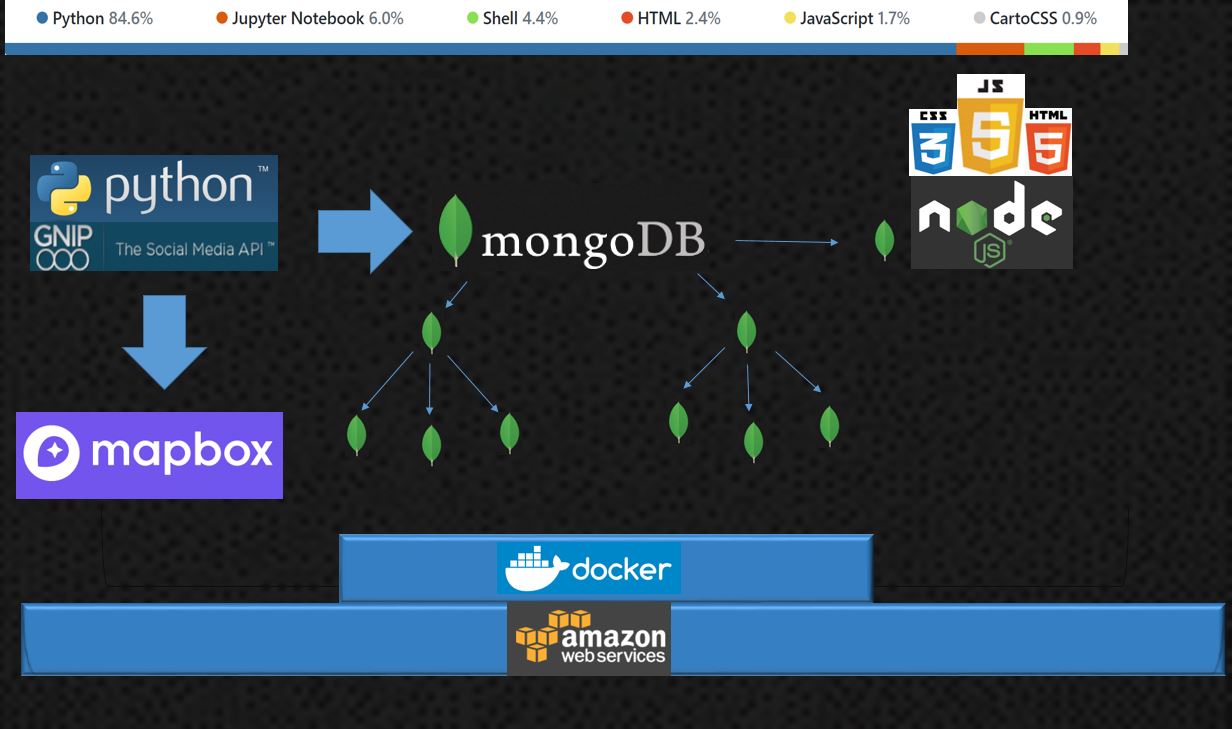 Python 84.6% Jupyter Notebook 6.0% Shell 4.4% HTML 2.4% JavaScript 1.7% CartoCSS 0.9%
JS
CSS HTML
3 5 5
python™
GNIP The Social Media API™
mongoDB
node
JS®
mapbox
docker
amazon
web services